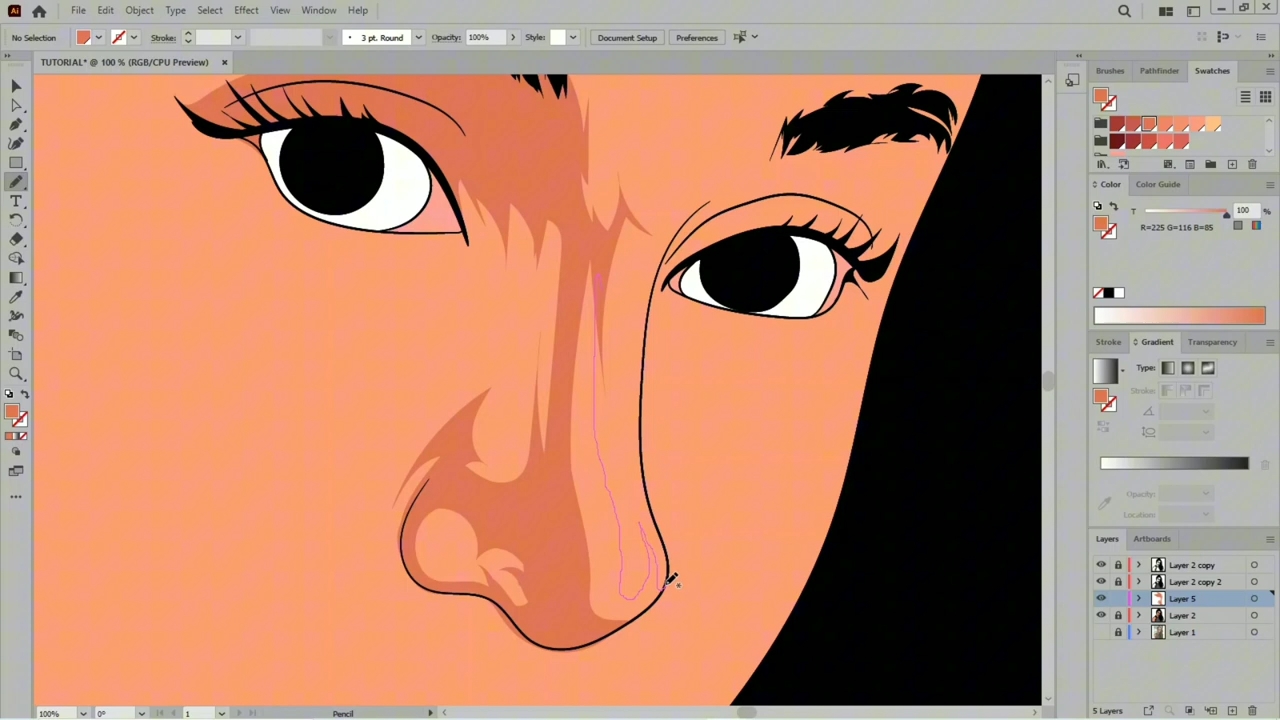 Ai File Edit Object Type Select Effect View Window Help
No Selection Stroke: 3 pt. Round Opacity: 100% Style: Document Setup Preferences
TUTORIAL* @ 100 % (RGB/CPU Preview) ×
Brushes Pathfinder Swatches
Color Color Guide
T 100 %
R=225 G=116 B=85
Stroke Gradient Transparency
Type:
Stroke:
Opacity:
Location:
Layers Artboards
Layer 2 copy
Layer 2 copy 2
Layer 5
Layer 2
Layer 1
100% 0° 1 Pencil 5 Layers